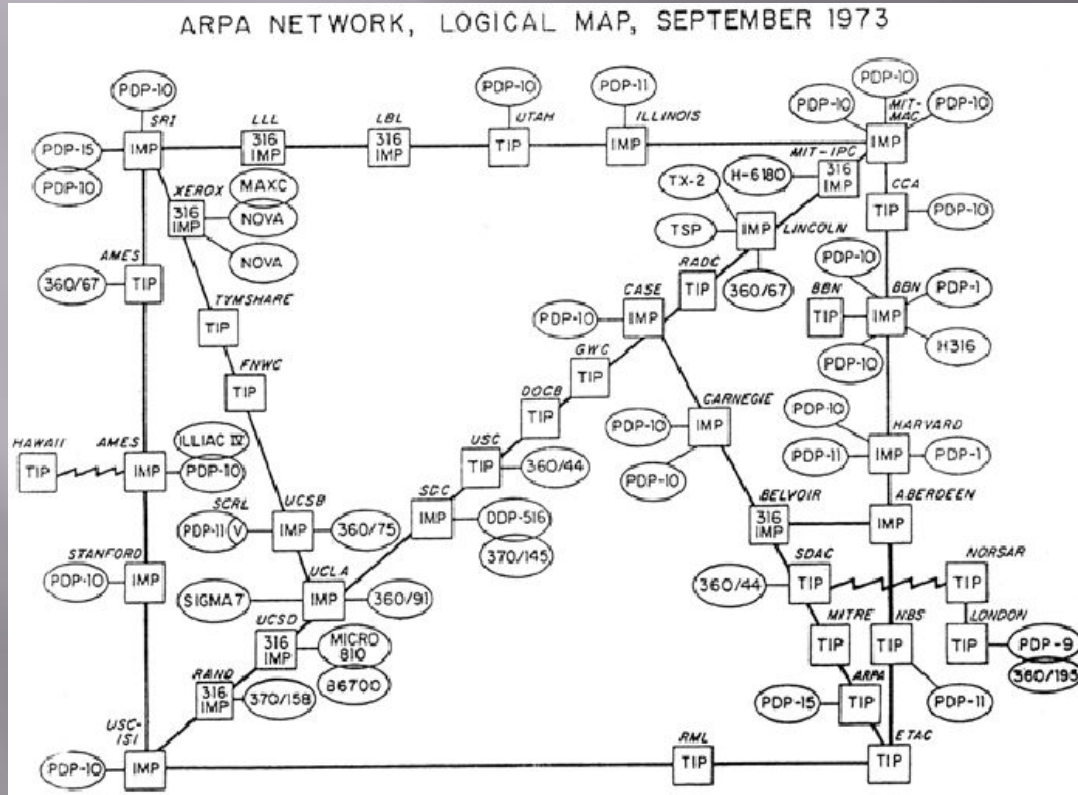 ARPA NETWORK, LOGICAL MAP, SEPTEMBER 1973
PDP-10
SRI
PDP-15
PDP-10
IMP
LLL
316 IMP
LBL
316 IMP
PDP-10
UTAH
TIP
PDP-11
ILLINOIS
IMP
PDP-10
PDP-10
MIT-
MAC
PDP-10
IMP
MIT-IPC
H-6180
316
IMP
XEROX
316
IMP
MAXC
NOVA
NOVA
TX-2
TSP
IMP
LINCOLN
360/67
CCA
TIP
PDP-10
AMES
360/67
TIP
TYMSHARE
TIP
RADC
TIP
CASE
PDP-10
IMP
BBN
TIP
PDP-10
BBN
IMP
PDP-1
H316
PDP-10
FNWC
TIP
GWC
TIP
DOCB
TIP
CARNEGIE
PDP-10
IMP
PDP-10
PDP-10
HARVARD
PDP-11
IMP
PDP-1
HAWAII
TIP
AMES
IMP
ILLIAC IV
PDP-10
USC
TIP
360/44
SCRL
PDP-11
V
UCSB
IMP
360/75
SDC
IMP
DDP-516
370/145
BELVOIR
316
IMP
ABERDEEN
IMP
STANFORD
PDP-10
IMP
UCLA
SIGMA 7
IMP
360/91
SDAC
360/44
TIP
NORSAR
TIP
UCSD
316
IMP
MICRO
810
B6700
MITRE
TIP
NBS
TIP
LONDON
TIP
PDP-9
360/195
RAND
316
IMP
370/158
ARPA
PDP-15
TIP
PDP-11
USC-
ISI
PDP-10
IMP
RML
TIP
ETAC
TIP